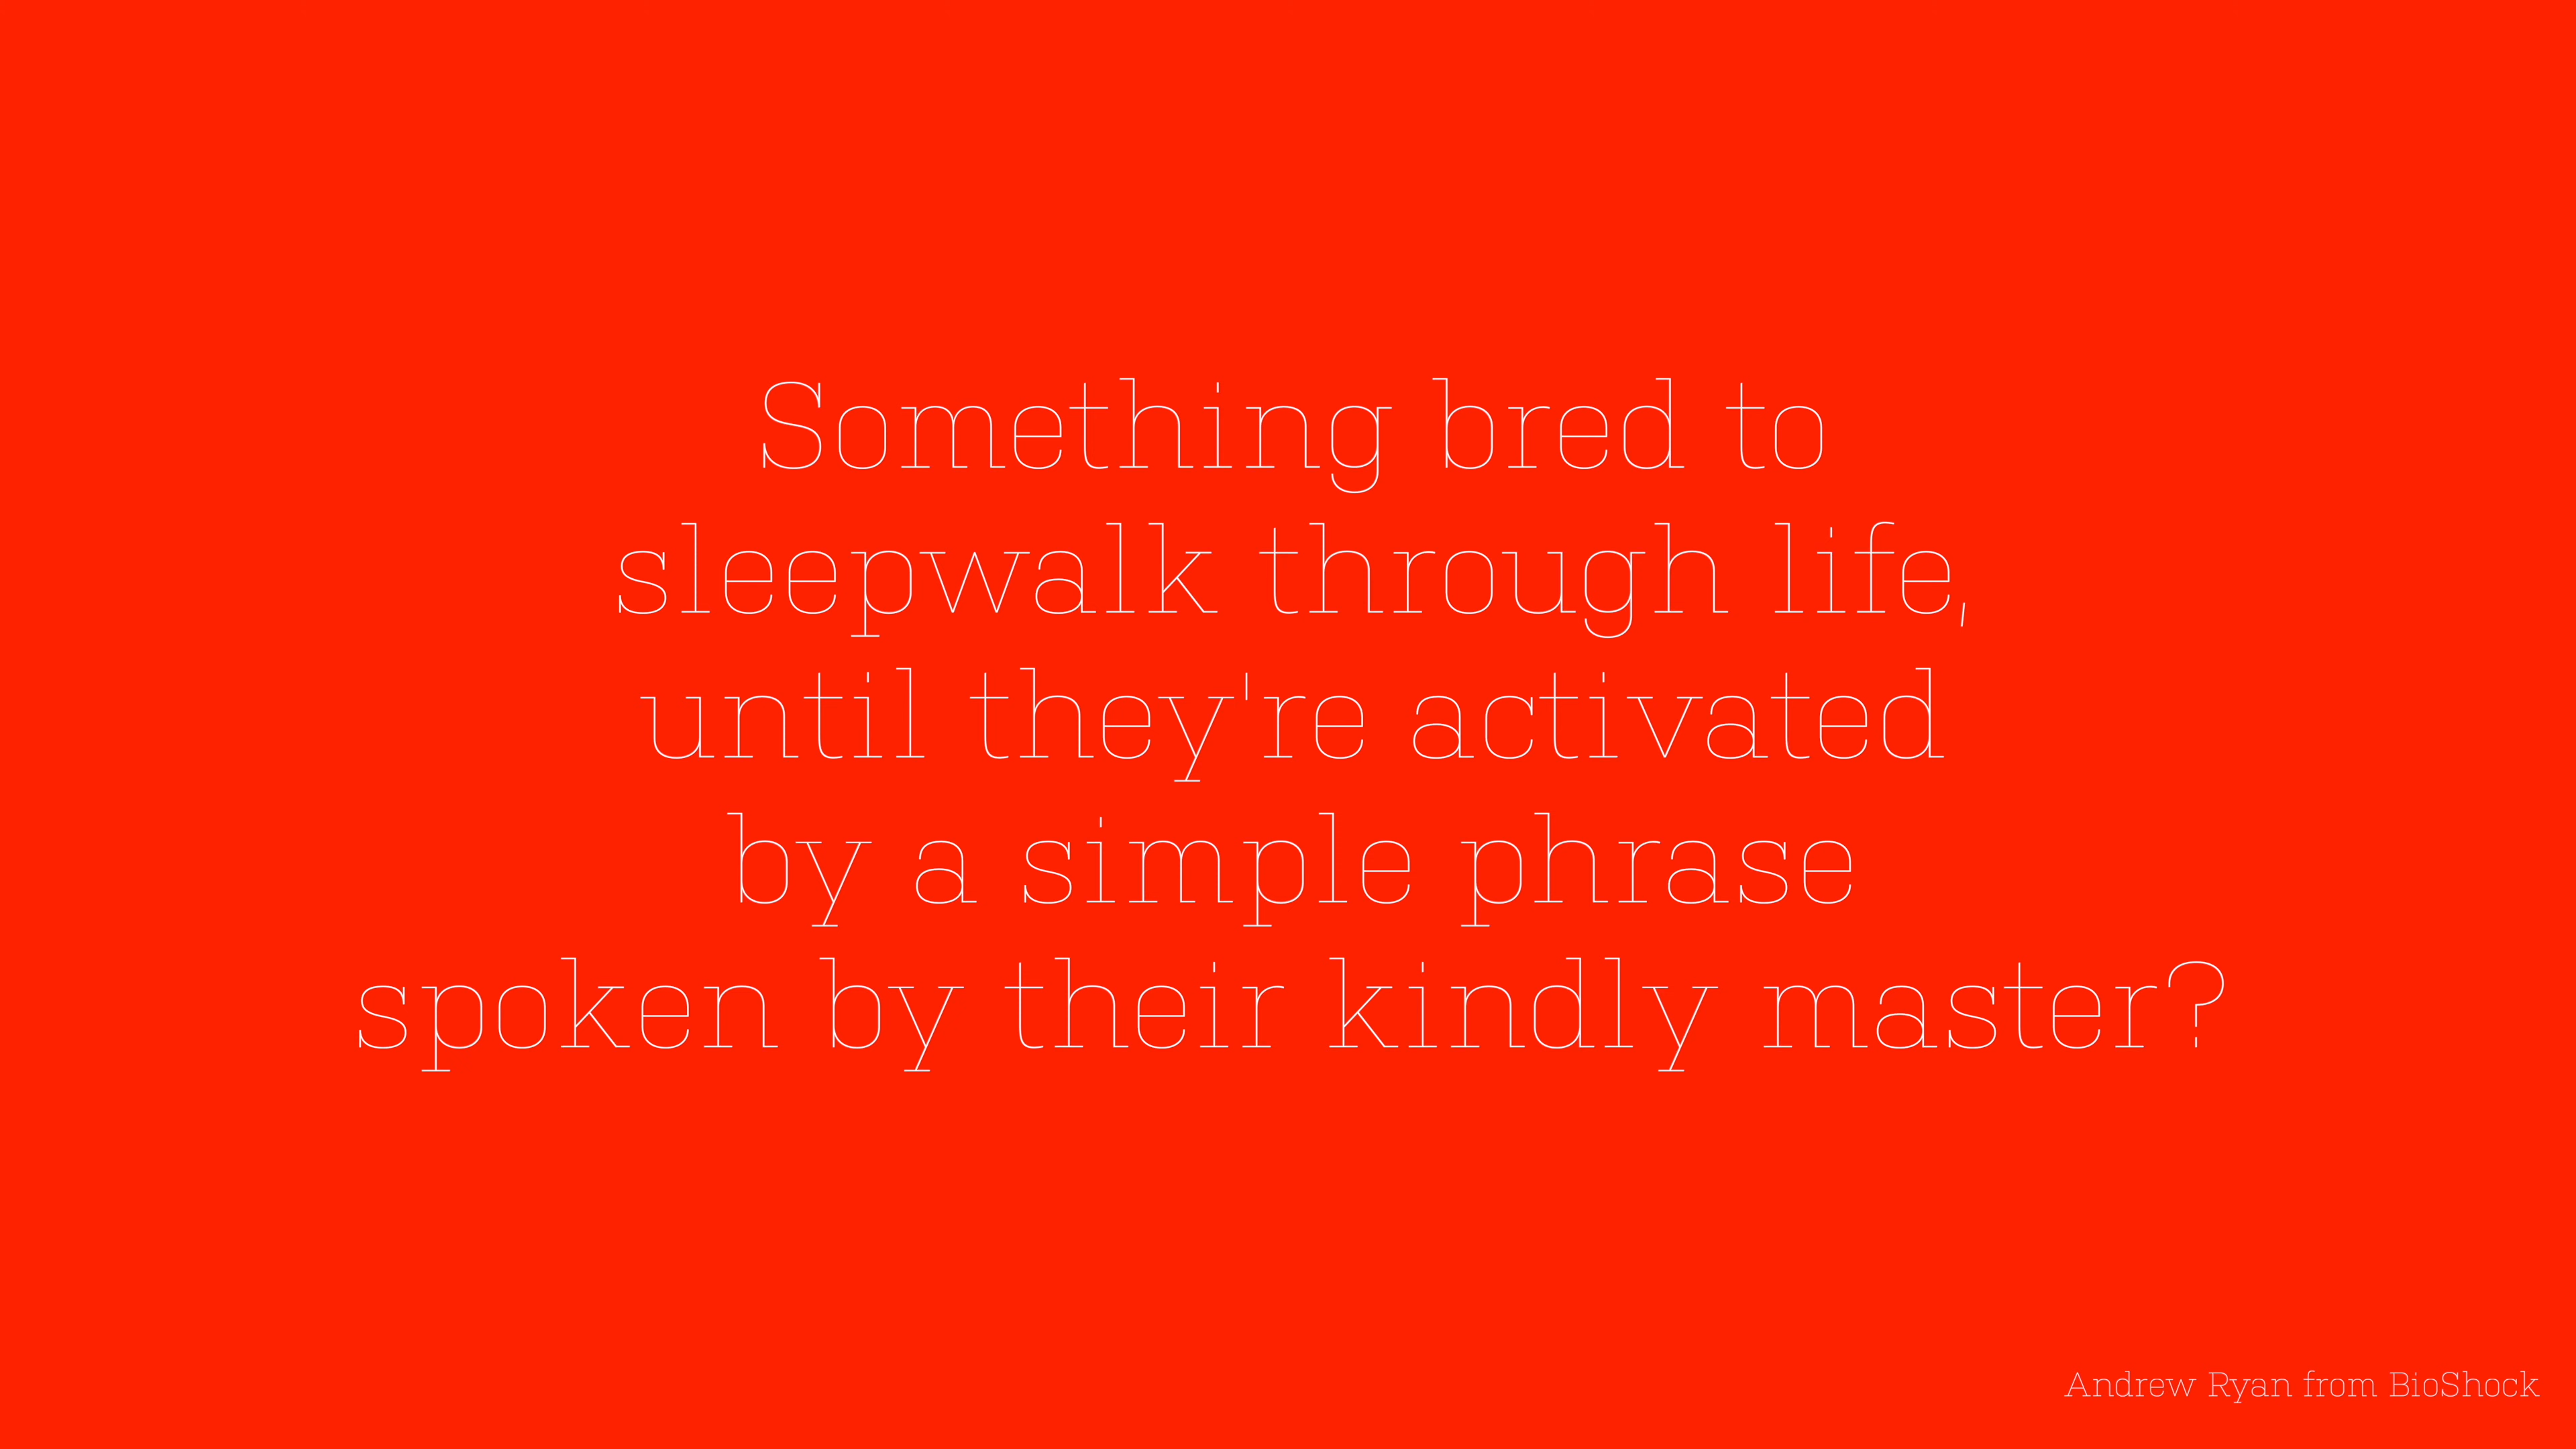 Something bred to
sleepwalk through life,
until they're activated
by a simple phrase
spoken by their kindly master?
Andrew Ryan from BioShock